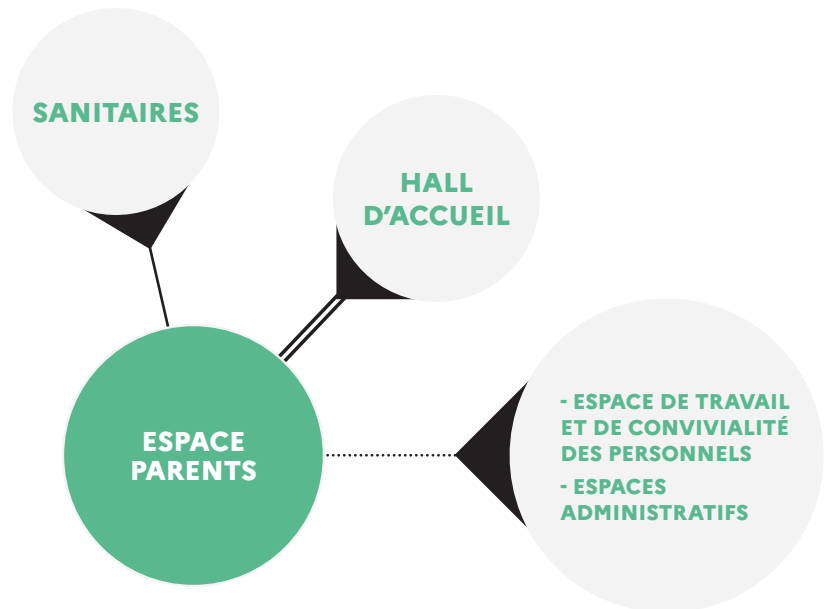 SANITAIRES
HALL
D'ACCUEIL
ESPACE
PARENTS
- ESPACE DE TRAVAIL
ET DE CONVIVIALITÉ
DES PERSONNELS
- ESPACES
ADMINISTRATIFS